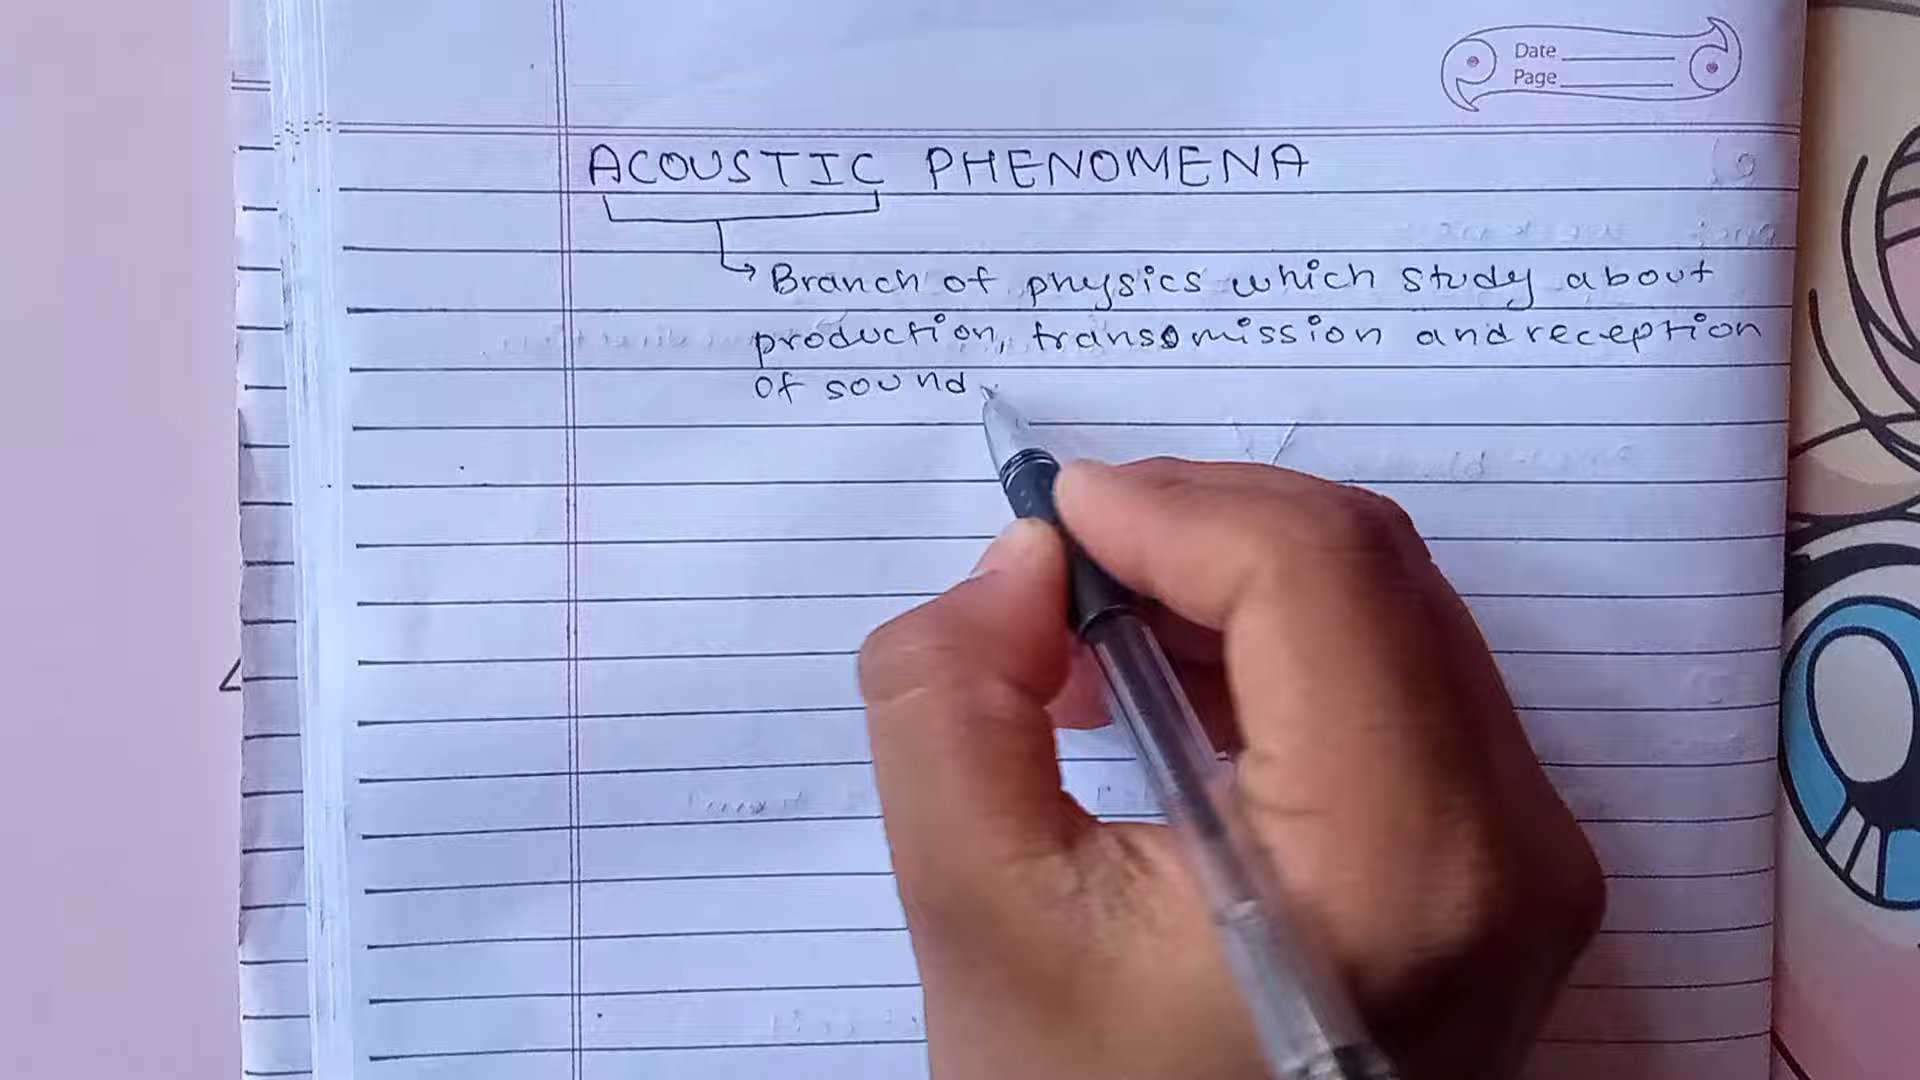 Date
Page
ACOUSTIC PHENOMENA
Branch of physics which study about
production, transmission and reception
of sound